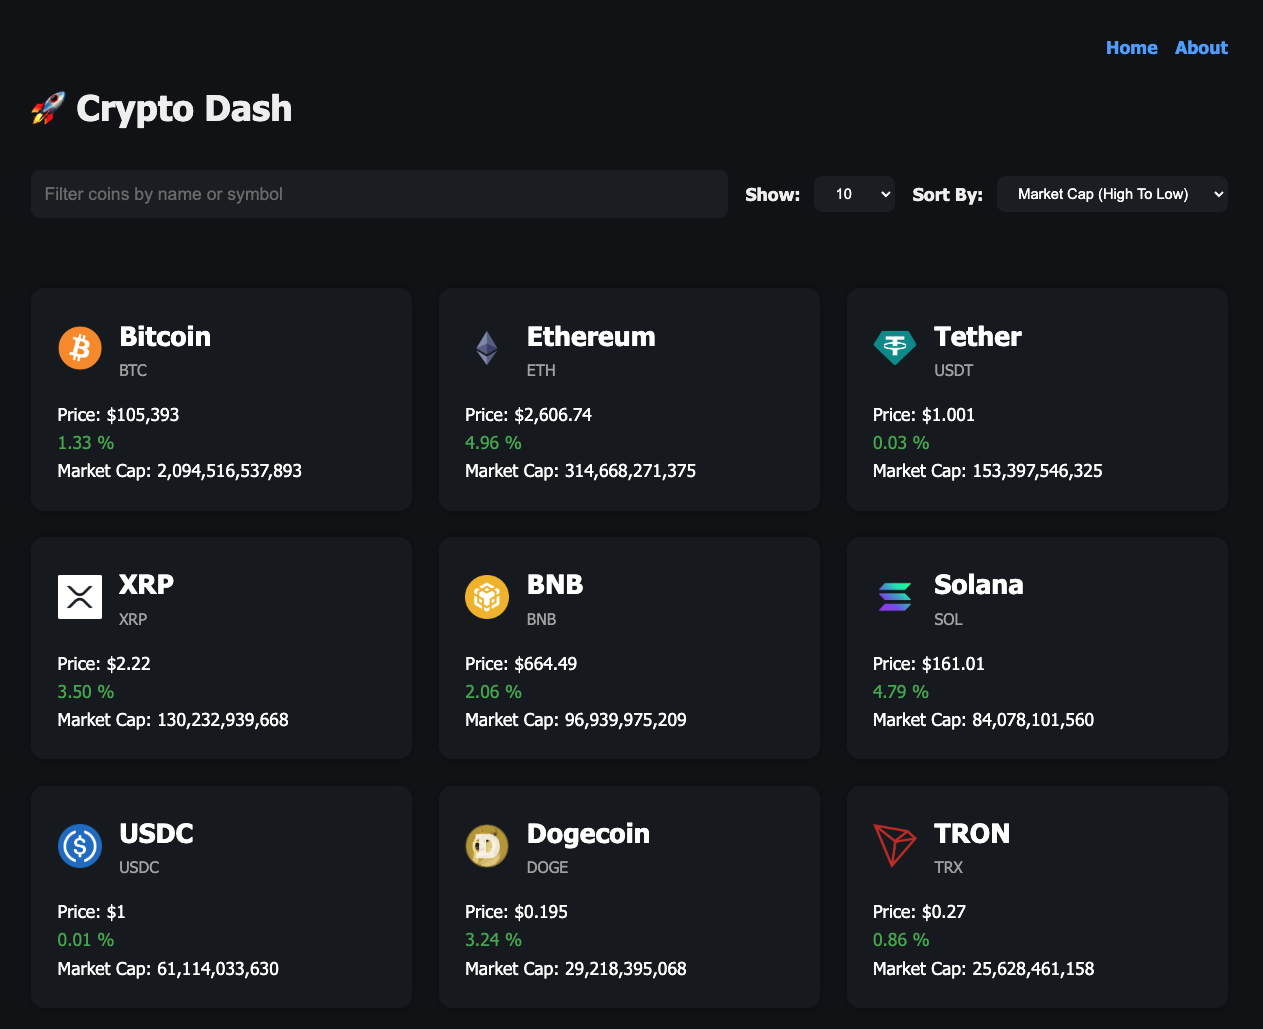 Home About
🚀 Crypto Dash
Filter coins by name or symbol
Show: 10 Sort By: Market Cap (High To Low)
Bitcoin
BTC
Price: $105,393
1.33 %
Market Cap: 2,094,516,537,893
Ethereum
ETH
Price: $2,606.74
4.96 %
Market Cap: 314,668,271,375
Tether
USDT
Price: $1.001
0.03 %
Market Cap: 153,397,546,325
XRP
XRP
Price: $2.22
3.50 %
Market Cap: 130,232,939,668
BNB
BNB
Price: $664.49
2.06 %
Market Cap: 96,939,975,209
Solana
SOL
Price: $161.01
4.79 %
Market Cap: 84,078,101,560
USDC
USDC
Price: $1
0.01 %
Market Cap: 61,114,033,630
Dogecoin
DOGE
Price: $0.195
3.24 %
Market Cap: 29,218,395,068
TRON
TRX
Price: $0.27
0.86 %
Market Cap: 25,628,461,158